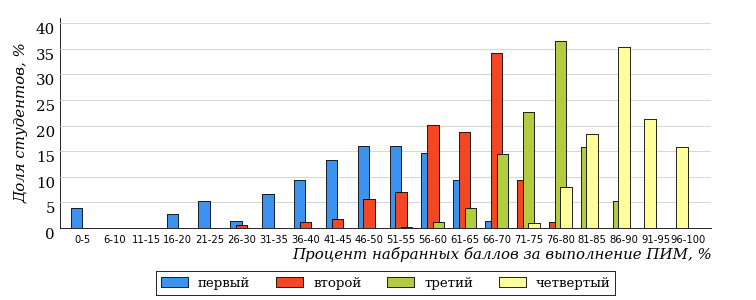 Доля студентов, %
40
35
30
25
20
15
10
5
0
0-5 6-10 11-15 16-20 21-25 26-30 31-35 36-40 41-45 46-50 51-55 56-60 61-65 66-70 71-75 76-80 81-85 86-90 91-95 96-100
Процент набранных баллов за выполнение ПИМ, %
первый второй третий четвертый